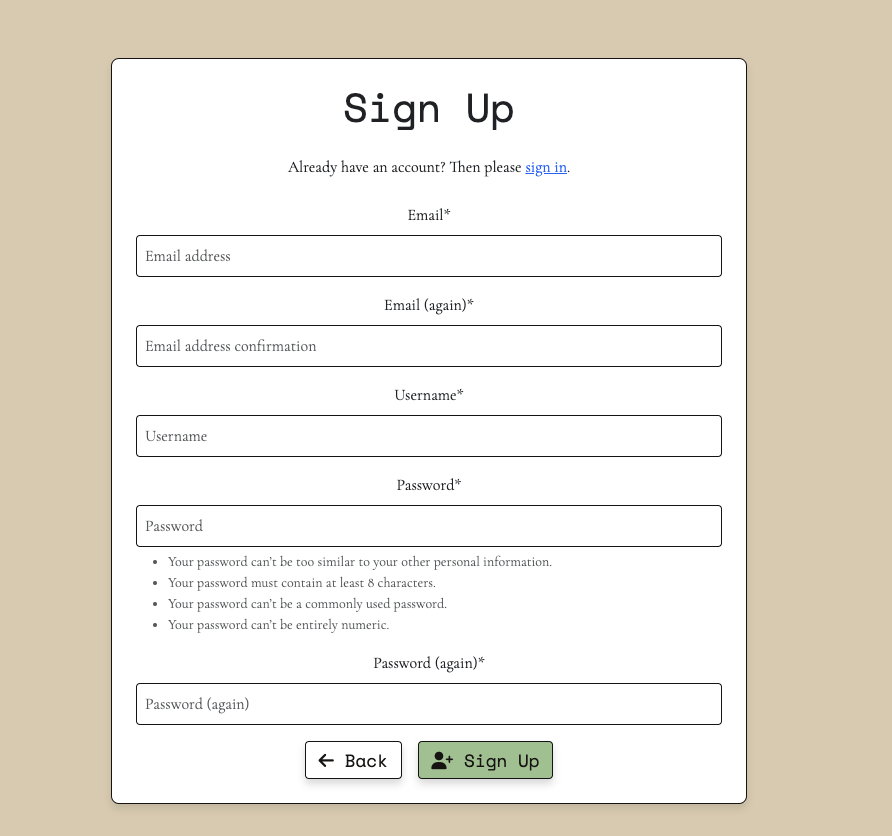 Sign Up
Already have an account? Then please sign in.
Email*
Email address
Email (again)*
Email address confirmation
Username*
Username
Password*
Password
Your password can't be too similar to your other personal information.
Your password must contain at least 8 characters.
Your password can't be a commonly used password.
Your password can't be entirely numeric.
Password (again)*
Password (again)
Back Sign Up